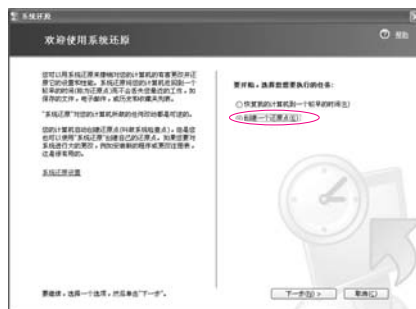 系统还原
欢迎使用系统还原
帮助
您可以用系统还原来撤销对您的计算机的有害更改并还
原它的设置和性能。系统还原将您的计算机返回到一个
较早的时间(称为还原点)而不会丢失您最近的工作，如
保存的文件，电子邮件，或历史和收藏夹列表。
“系统还原”对您的计算机所做的任何改动都是可逆的。
您的计算机自动创建还原点(叫做系统检查点)，但是您
也可以使用“系统还原”创建自己的还原点。如果您要对
系统进行大的更改，例如安装新的程序或更改注册表，
这是很有用的。
系统还原设置
要开始，选择您想要执行的任务:
恢复我的计算机到一个较早的时间(R)
创建一个还原点(E)
要继续，选择一个选项，然后单击“下一步”。
下一步(N) >
取消(C)